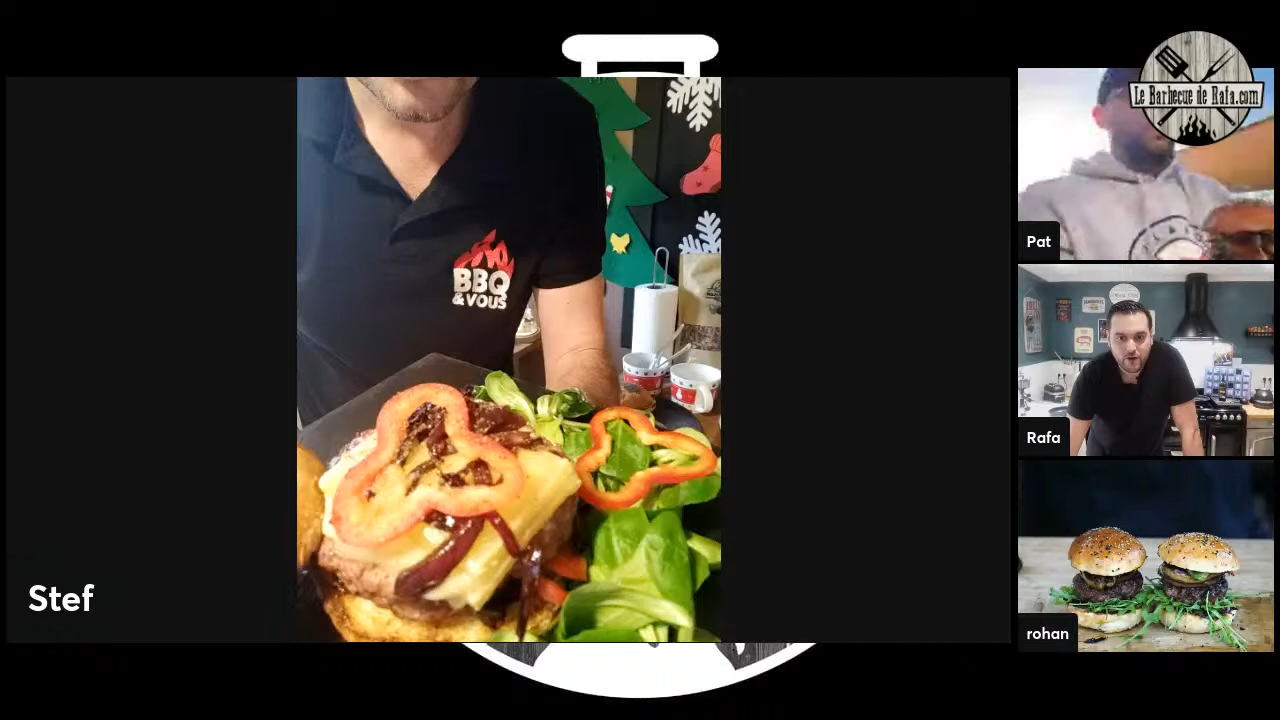 BBQ
& VOUS
Stef
Le Barbecue de Rafa.com
Pat
Rafa
rohan